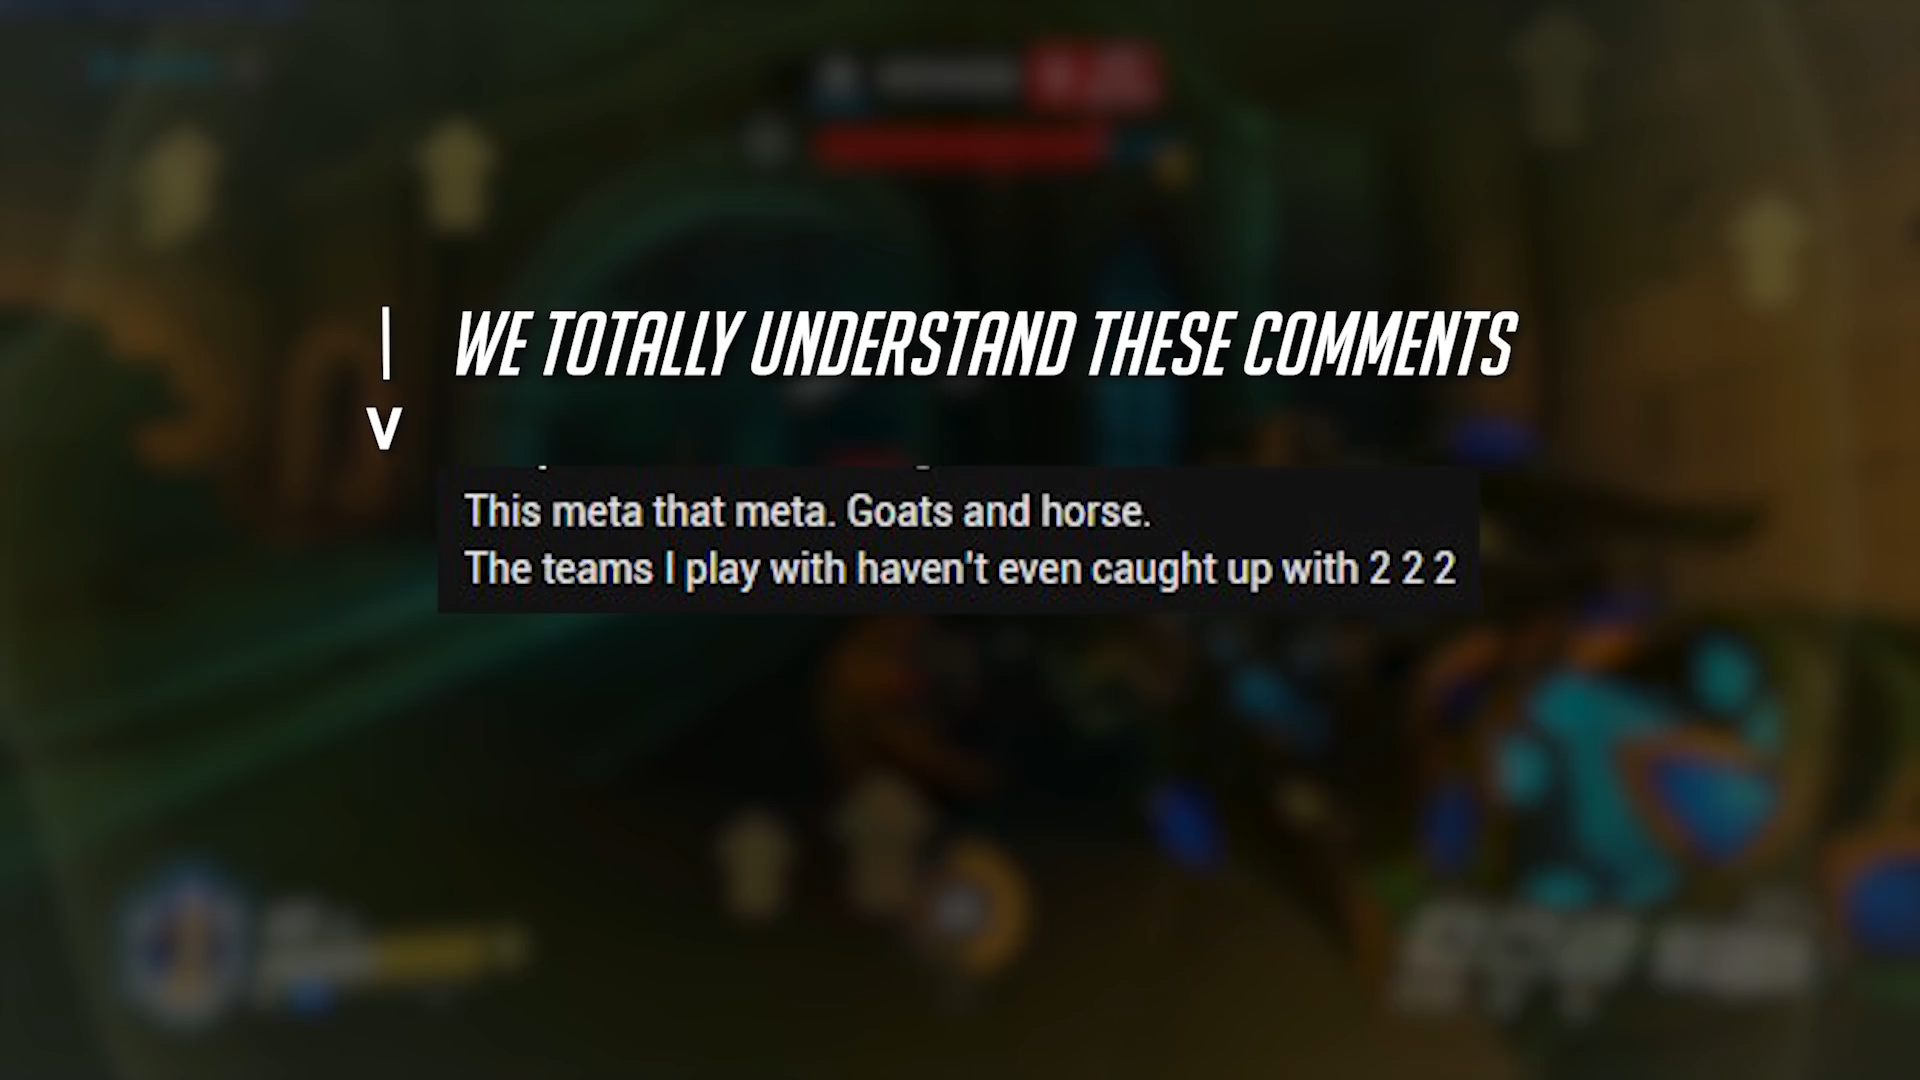 WE TOTALLY UNDERSTAND THESE COMMENTS
V
This meta that meta. Goats and horse.
The teams I play with haven't even caught up with 2 2 2